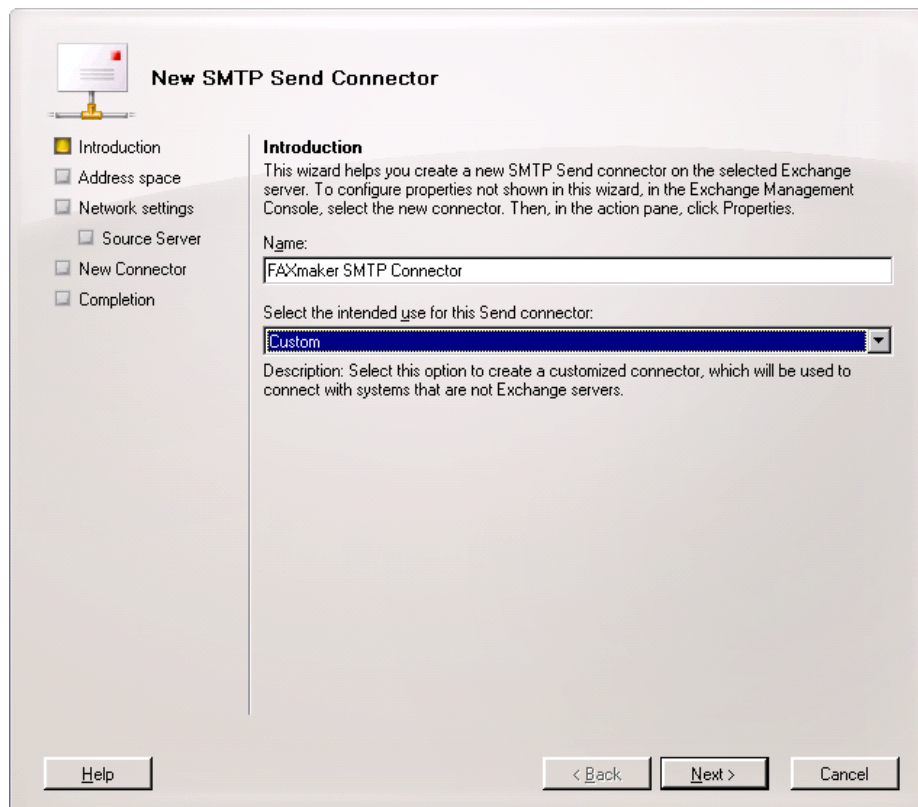 New SMTP Send Connector
Introduction
Address space
Network settings
Source Server
New Connector
Completion
Introduction
This wizard helps you create a new SMTP Send connector on the selected Exchange
server. To configure properties not shown in this wizard, in the Exchange Management
Console, select the new connector. Then, in the action pane, click Properties.
Name:
FAXmaker SMTP Connector
Select the intended use for this Send connector:
Custom
Description: Select this option to create a customized connector, which will be used to
connect with systems that are not Exchange servers.
Help
< Back
Next >
Cancel